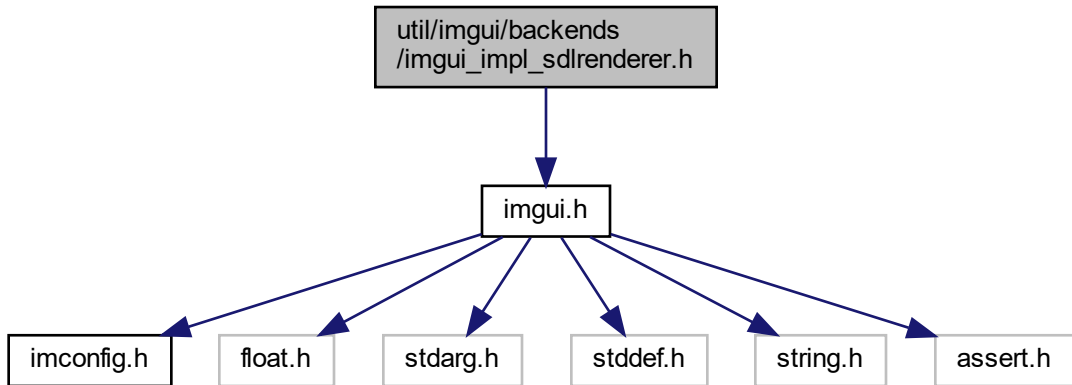 util/imgui/backends
/imgui_impl_sdlrenderer.h
imgui.h
imconfig.h
float.h
stdarg.h
stddef.h
string.h
assert.h